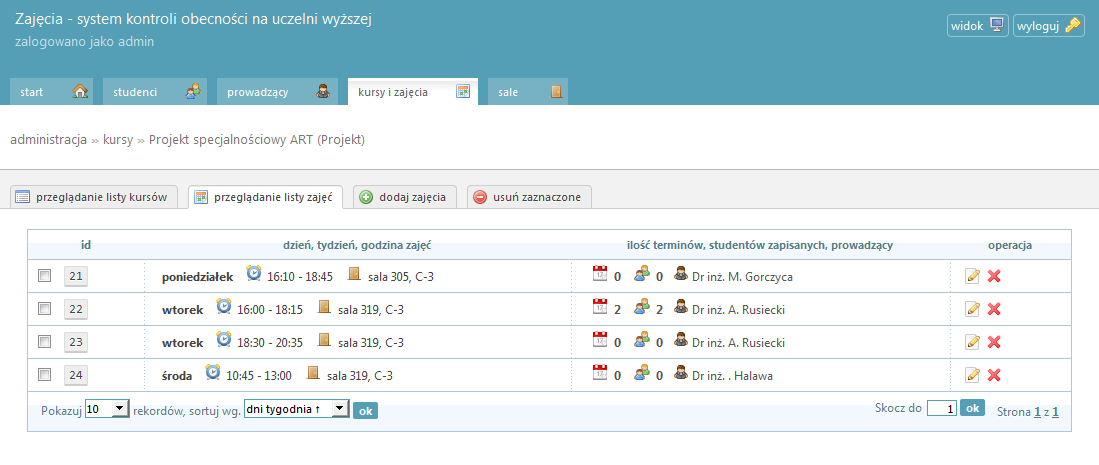 Zajęcia - system kontroli obecności na uczelni wyższej
zalogowano jako admin
widok wyloguj
start studenci prowadzący kursy i zajęcia sale
administracja » kursy » Projekt specjalnościowy ART (Projekt)
przeglądanie listy kursów przeglądanie listy zajęć dodaj zajęcia usuń zaznaczone
id dzień, tydzień, godzina zajęć ilość terminów, studentów zapisanych, prowadzący operacja
21 poniedziałek 16:10 - 18:45 sala 305, C-3 0 0 Dr inż. M. Gorczyca
22 wtorek 16:00 - 18:15 sala 319, C-3 2 2 Dr inż. A. Rusiecki
23 wtorek 18:30 - 20:35 sala 319, C-3 0 0 Dr inż. A. Rusiecki
24 środa 10:45 - 13:00 sala 319, C-3 0 0 Dr inż. . Halawa
Pokazuj 10 rekordów, sortuj wg. dni tygodnia ↑ ok Skocz do 1 ok Strona 1 z 1